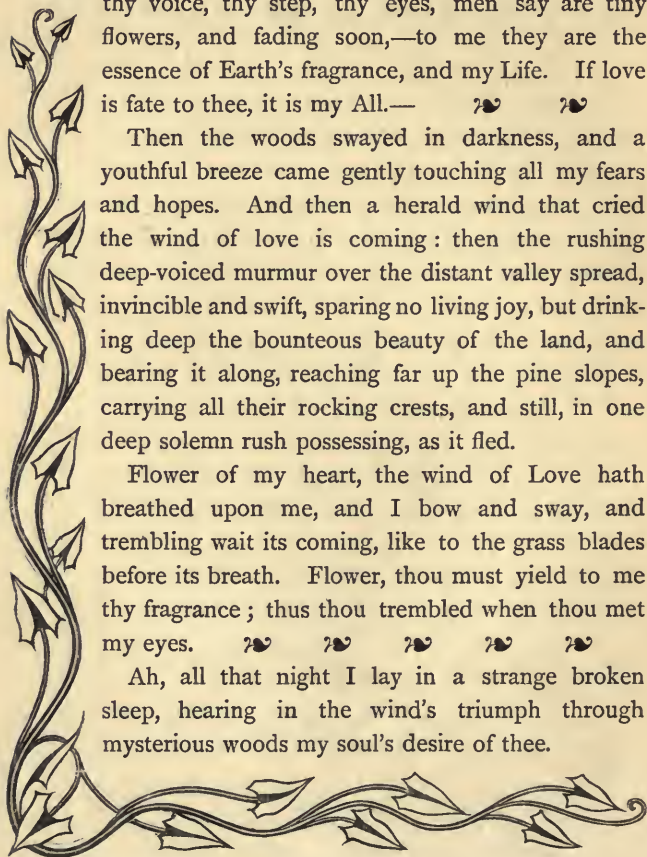 thy voice, thy step, thy eyes, men say are tiny
flowers, and fading soon,—to me they are the
essence of Earth's fragrance, and my Life. If love
is fate to thee, it is my All.—
Then the woods swayed in darkness, and a
youthful breeze came gently touching all my fears
and hopes. And then a herald wind that cried
the wind of love is coming: then the rushing
deep-voiced murmur over the distant valley spread,
invincible and swift, sparing no living joy, but drink-
ing deep the bounteous beauty of the land, and
bearing it along, reaching far up the pine slopes,
carrying all their rocking crests, and still, in one
deep solemn rush possessing, as it fled.
Flower of my heart, the wind of Love hath
breathed upon me, and I bow and sway, and
trembling wait its coming, like to the grass blades
before its breath. Flower, thou must yield to me
thy fragrance; thus thou trembled when thou met
my eyes.
Ah, all that night I lay in a strange broken
sleep, hearing in the wind's triumph through
mysterious woods my soul's desire of thee.